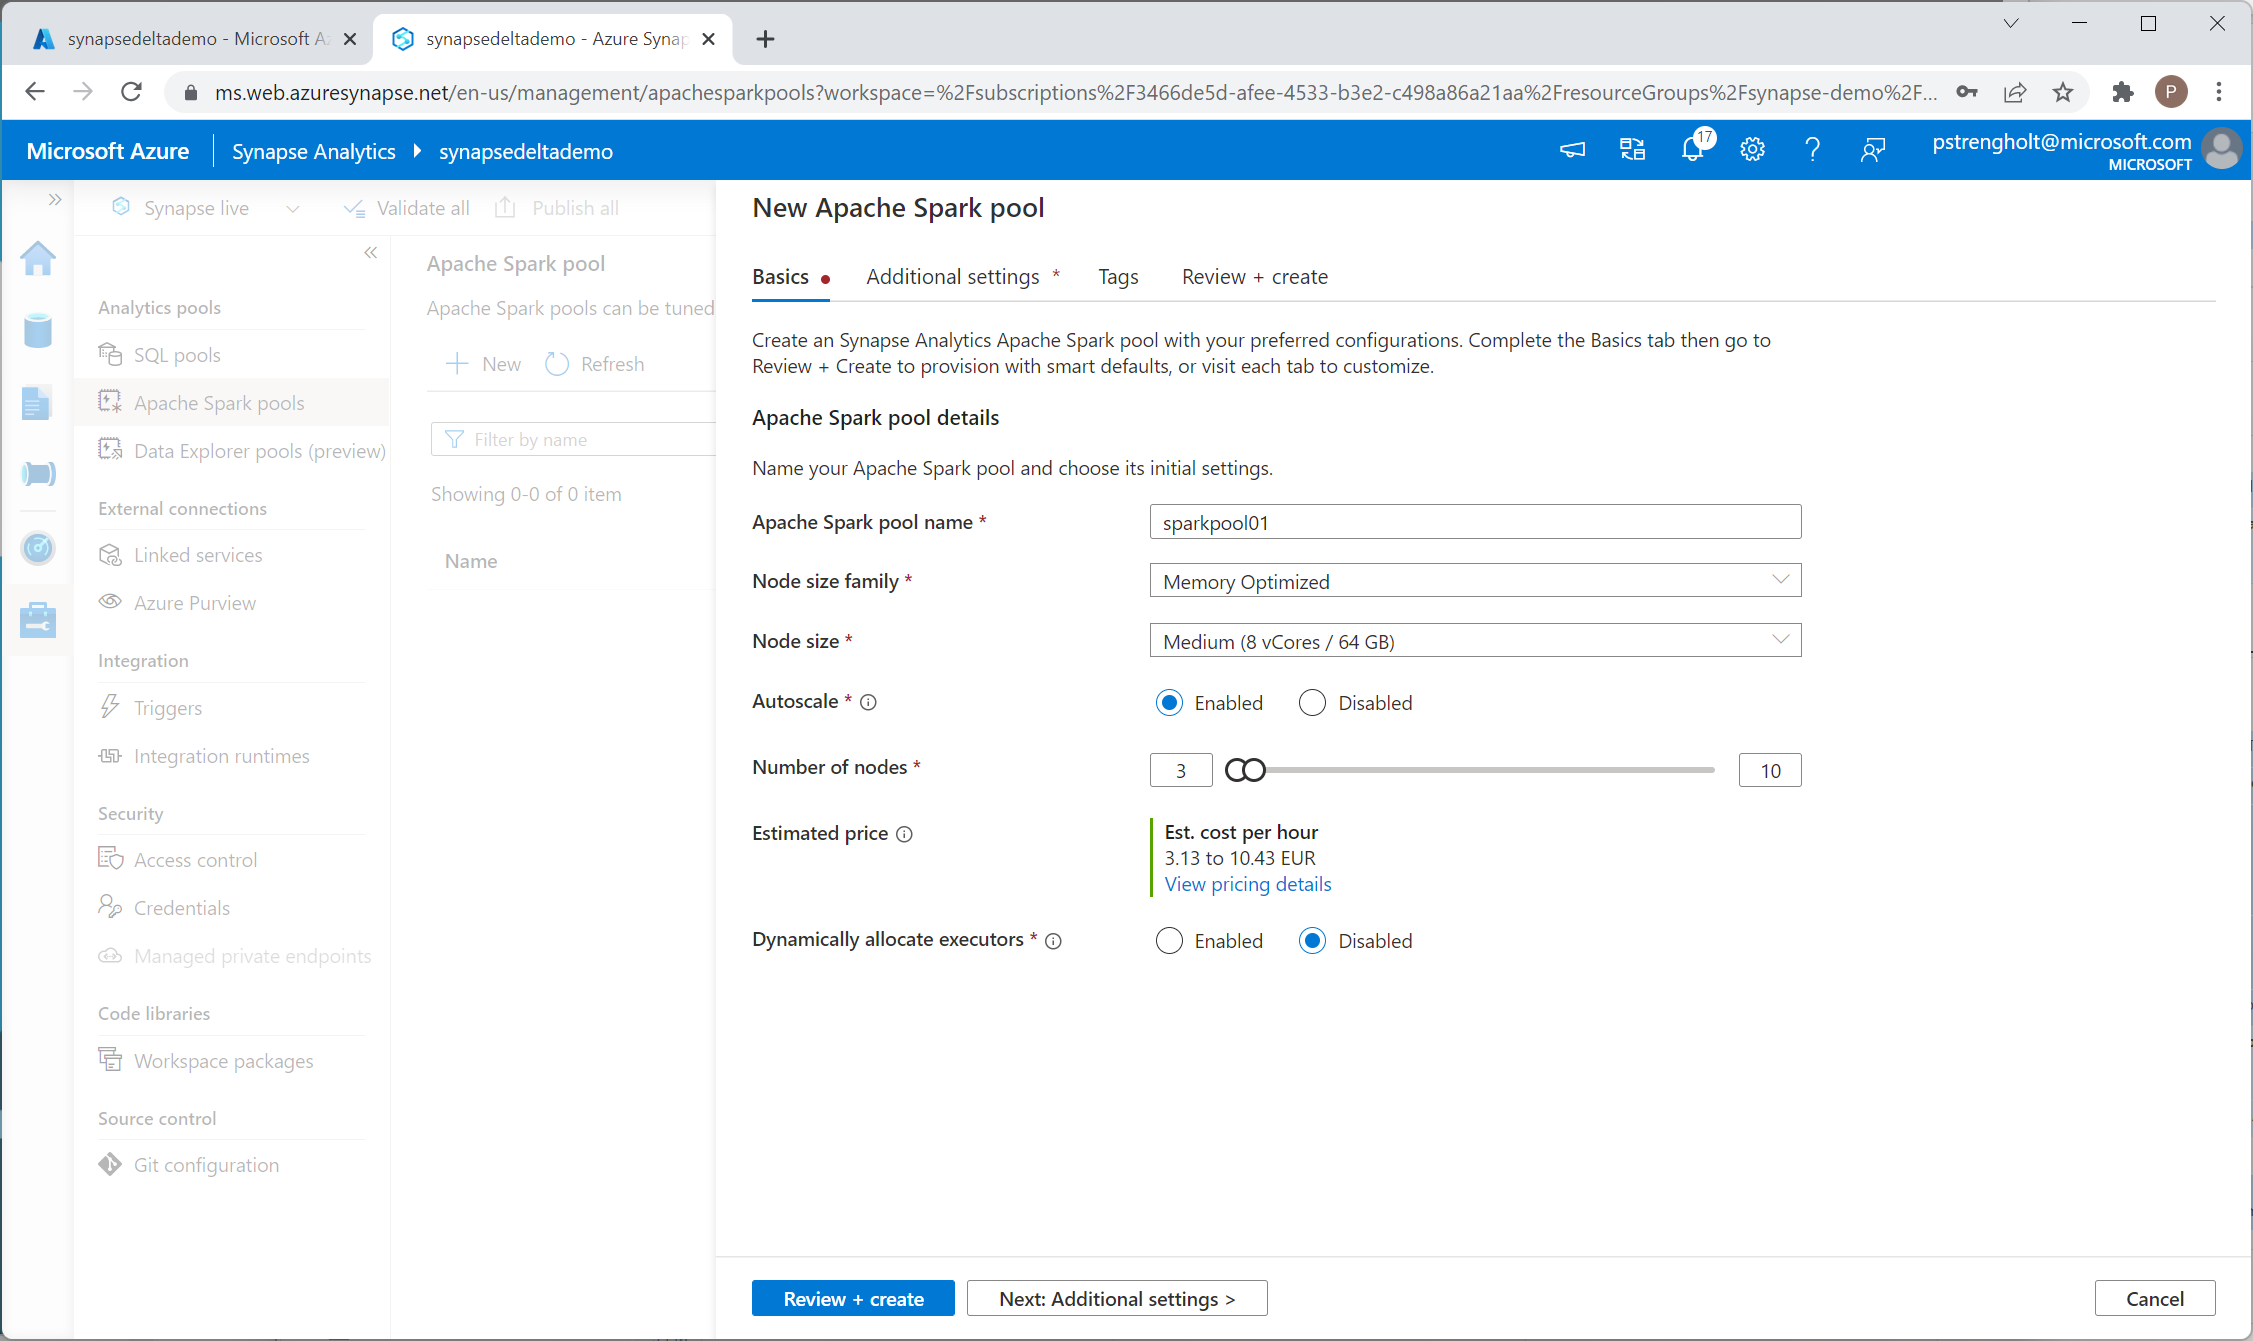 synapsedeltademo - Microsoft Az
synapsedeltademo - Azure Synap
ms.web.azuresynapse.net/en-us/management/apachesparkpools?workspace=%2Fsubscriptions%2F3466de5d-afee-4533-b3e2-c498a86a21aa%2FresourceGroups%2Fsynapse-demo%2F...
P
Microsoft Azure
Synapse Analytics
synapsedeltademo
17
pstrengholt@microsoft.com
MICROSOFT
Synapse live
Validate all
Publish all
Analytics pools
SQL pools
Apache Spark pools
Data Explorer pools (preview)
External connections
Linked services
Azure Purview
Integration
Triggers
Integration runtimes
Security
Access control
Credentials
Managed private endpoints
Code libraries
Workspace packages
Source control
Git configuration
Apache Spark pool
Apache Spark pools can be tuned
New
Refresh
Filter by name
Showing 0-0 of 0 item
Name
New Apache Spark pool
Basics
Additional settings *
Tags
Review + create
Create an Synapse Analytics Apache Spark pool with your preferred configurations. Complete the Basics tab then go to
Review + Create to provision with smart defaults, or visit each tab to customize.
Apache Spark pool details
Name your Apache Spark pool and choose its initial settings.
Apache Spark pool name *
sparkpool01
Node size family *
Memory Optimized
Node size *
Medium (8 vCores / 64 GB)
Autoscale *
Enabled
Disabled
Number of nodes *
3
10
Estimated price
Est. cost per hour
3.13 to 10.43 EUR
View pricing details
Dynamically allocate executors *
Enabled
Disabled
Review + create
Next: Additional settings >
Cancel